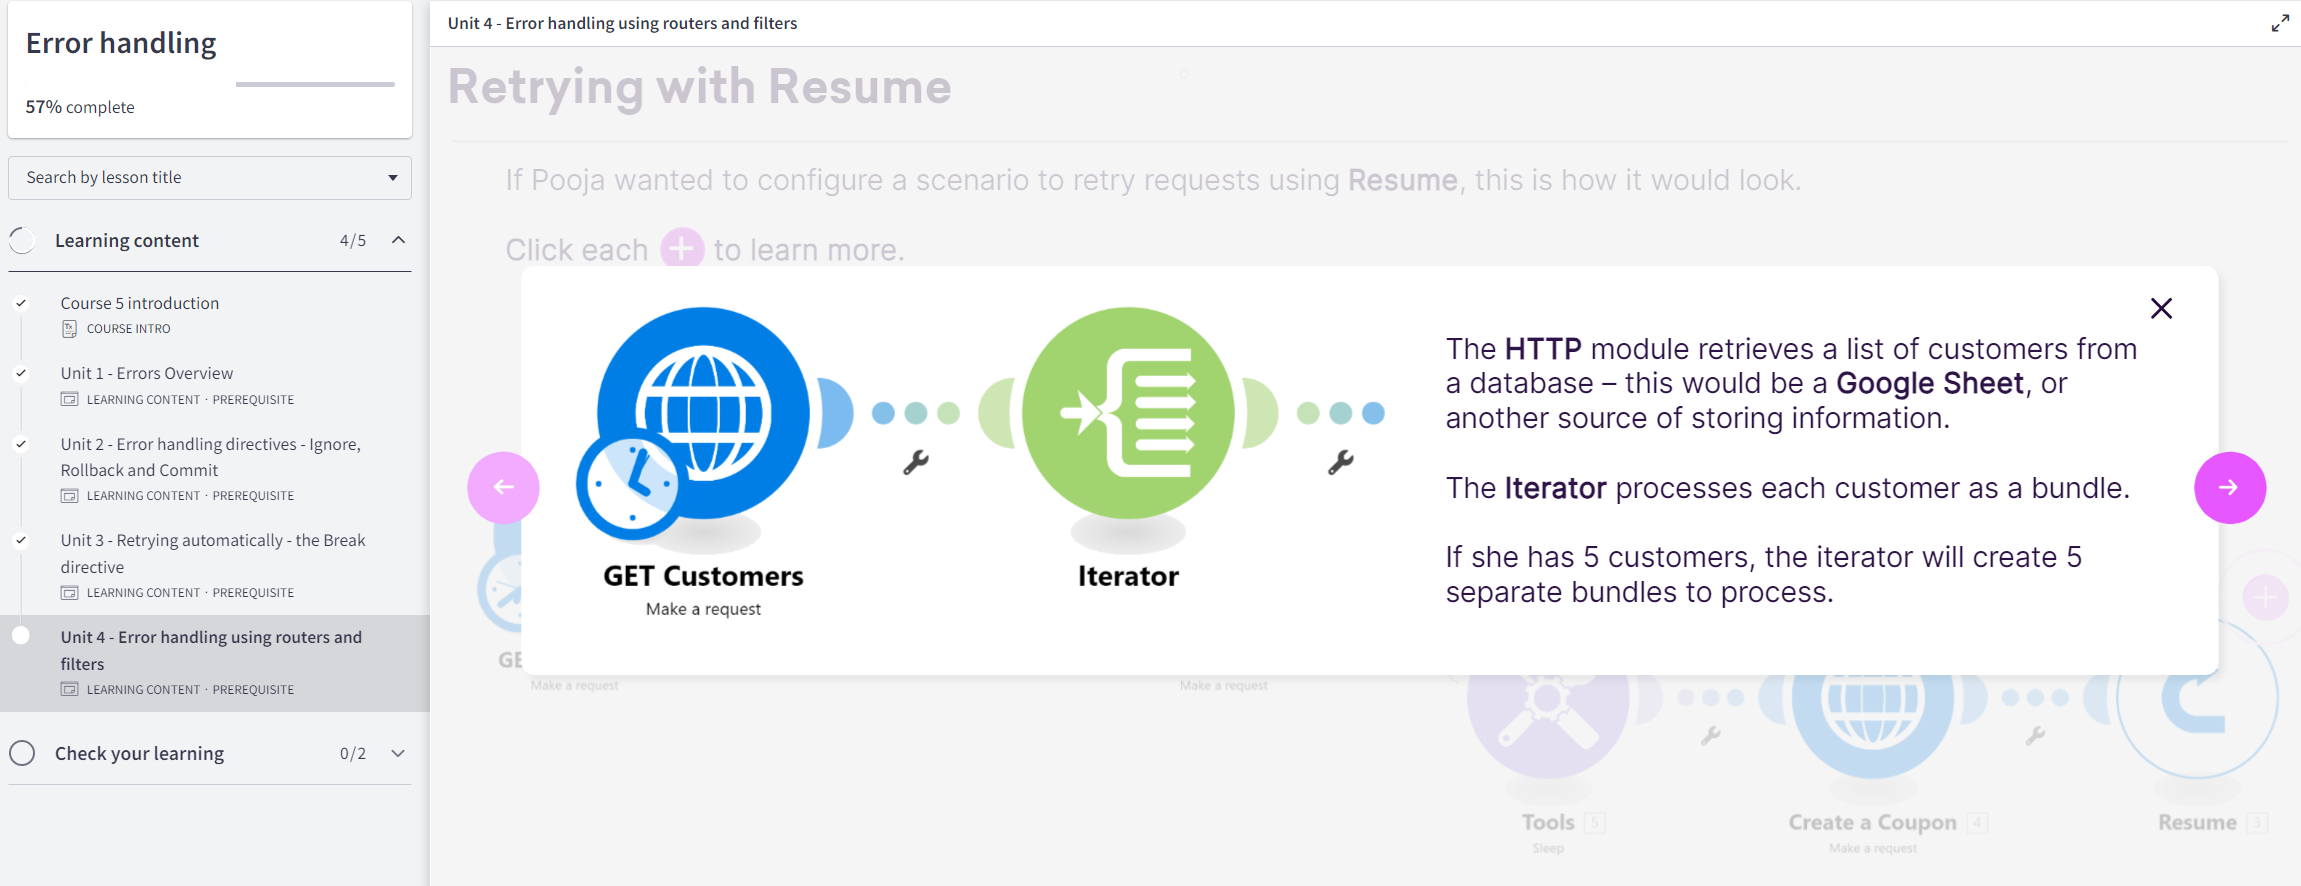 Error handling
57% complete
Search by lesson title
Learning content 4/5
Course 5 introduction
COURSE INTRO
Unit 1 - Errors Overview
LEARNING CONTENT · PREREQUISITE
Unit 2 - Error handling directives - Ignore,
Rollback and Commit
LEARNING CONTENT · PREREQUISITE
Unit 3 - Retrying automatically - the Break
directive
LEARNING CONTENT · PREREQUISITE
Unit 4 - Error handling using routers and
filters
LEARNING CONTENT · PREREQUISITE
Check your learning 0/2
Unit 4 - Error handling using routers and filters
Retrying with Resume
If Pooja wanted to configure a scenario to retry requests using Resume, this is how it would look.
Click each + to learn more.
GET Customers
Make a request
Iterator
The HTTP module retrieves a list of customers from
a database – this would be a Google Sheet, or
another source of storing information.
The Iterator processes each customer as a bundle.
If she has 5 customers, the iterator will create 5
separate bundles to process.
GE
Make a request
Make a request
Tools 5
Sleep
Create a Coupon 4
Make a request
Resume 3